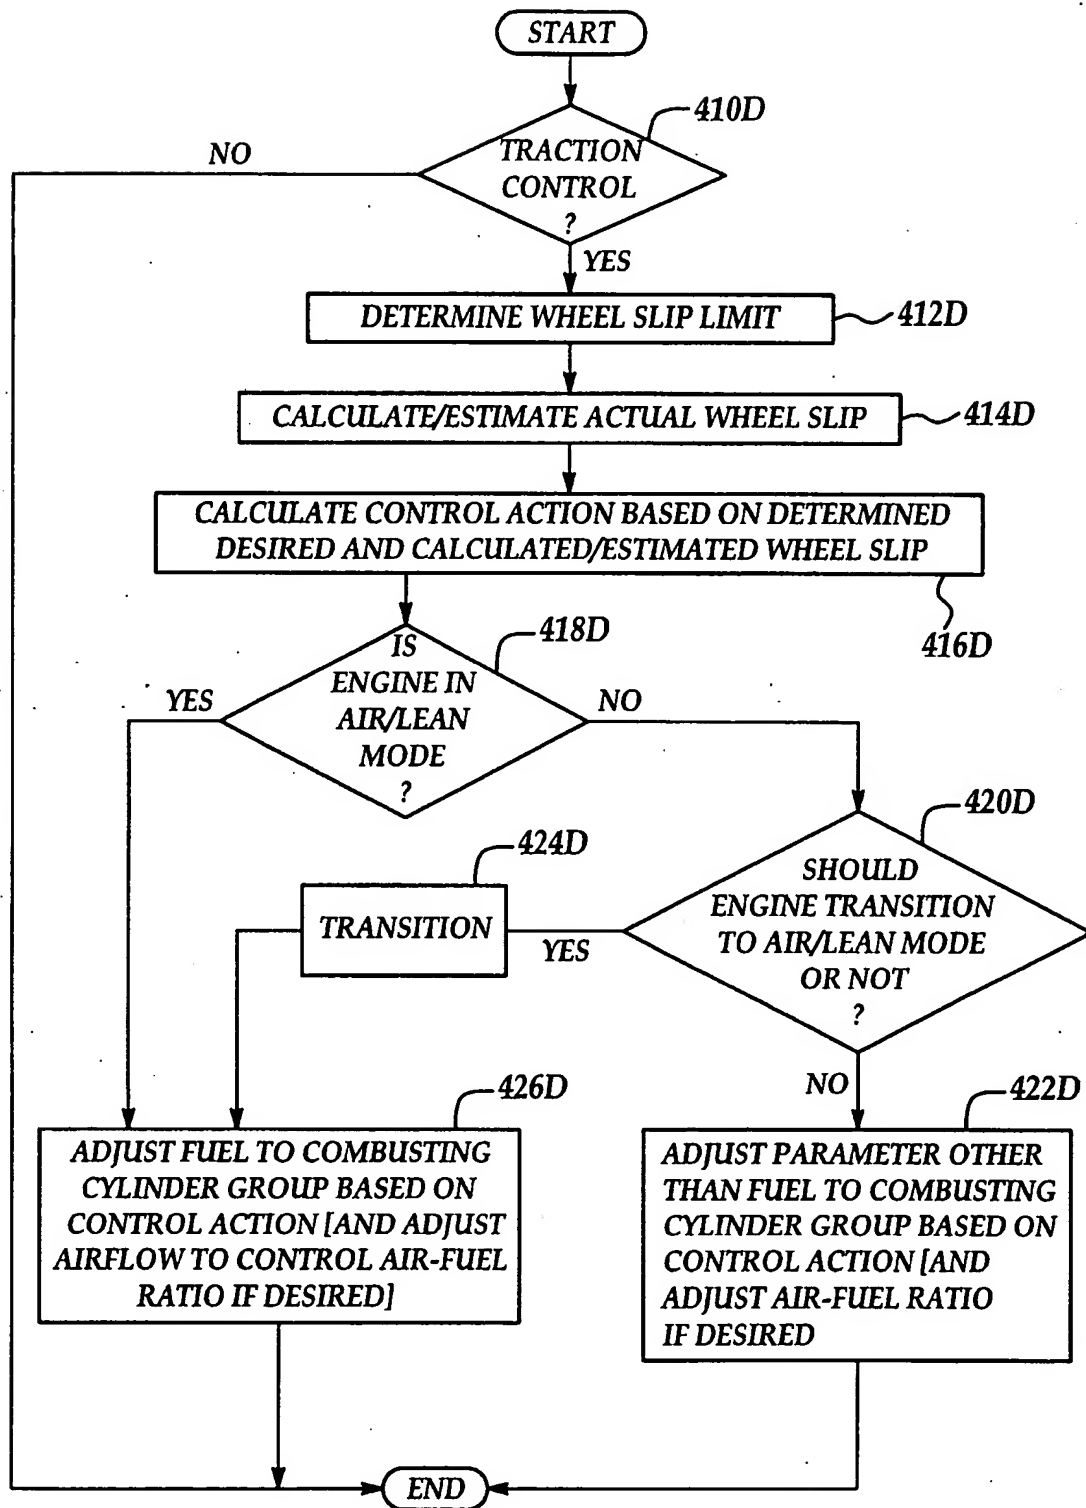 START
410D
TRACTION
CONTROL
?
NO
YES
DETERMINE WHEEL SLIP LIMIT
412D
CALCULATE/ESTIMATE ACTUAL WHEEL SLIP
414D
CALCULATE CONTROL ACTION BASED ON DETERMINED
DESIRED AND CALCULATED/ESTIMATED WHEEL SLIP
416D
418D
IS
ENGINE IN
AIR/LEAN
MODE
?
YES
NO
420D
SHOULD
ENGINE TRANSITION
TO AIR/LEAN MODE
OR NOT
?
424D
TRANSITION
YES
NO
426D
ADJUST FUEL TO COMBUSTING
CYLINDER GROUP BASED ON
CONTROL ACTION [AND ADJUST
AIRFLOW TO CONTROL AIR-FUEL
RATIO IF DESIRED]
422D
ADJUST PARAMETER OTHER
THAN FUEL TO COMBUSTING
CYLINDER GROUP BASED ON
CONTROL ACTION [AND
ADJUST AIR-FUEL RATIO
IF DESIRED
END